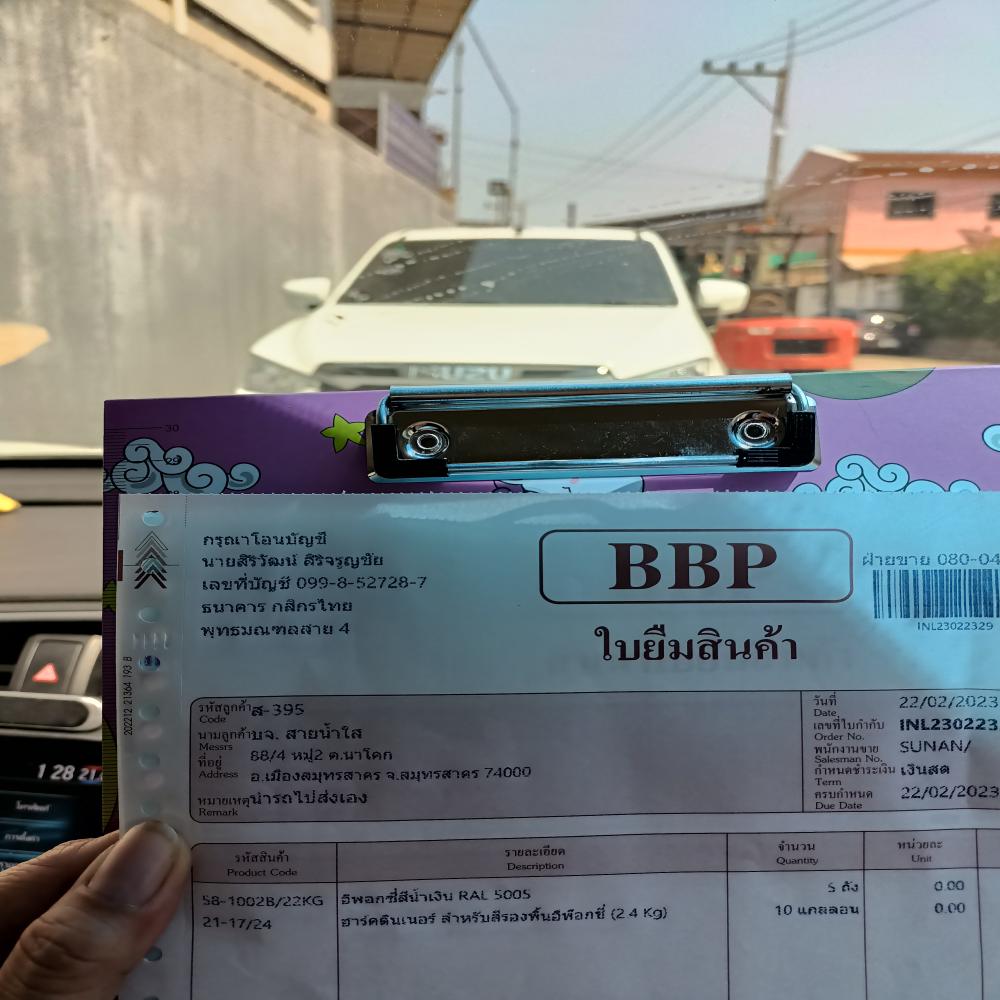 ISUZU
30
29
กรุณาโอนบัญชี
นายสิริวัฒน์ สิริจรูญชัย
เลขที่บัญชี 099-8-52728-7
ธนาคาร กสิกรไทย
พุทธมณฑลสาย 4
BBP
ใบยืมสินค้า
ฝ่ายขาย 080-04
INL23022329
202212 21364 193 B
รหัสลูกค้า ส-395
Code
นามลูกค้า บจ. สายน้ำใส
Messrs
ที่อยู่ 88/4 หมู่2 ต.นาโคก
Address อ.เมืองสมุทรสาคร จ.สมุทรสาคร 74000
หมายเหตุ นำรถไปส่งเอง
Remark
วันที่ 22/02/2023
Date
เลขที่ใบกำกับ INL230223
Order No.
พนักงานขาย SUNAN/
Salesman No.
กำหนดชำระเงิน เงินสด
Term
ครบกำหนด 22/02/2023
Due Date
รหัสสินค้า รายละเอียด จำนวน หน่วยละ
Product Code Description Quantity Unit
58-1002B/22KG อีพอกซี่สีน้ำเงิน RAL 5005 5 ถัง 0.00
21-17/24 ฮาร์ดดินเนอร์ สำหรับสีรองพื้นอีพ๊อกซี่ (2.4 Kg) 10 แกลลอน 0.00
1 28